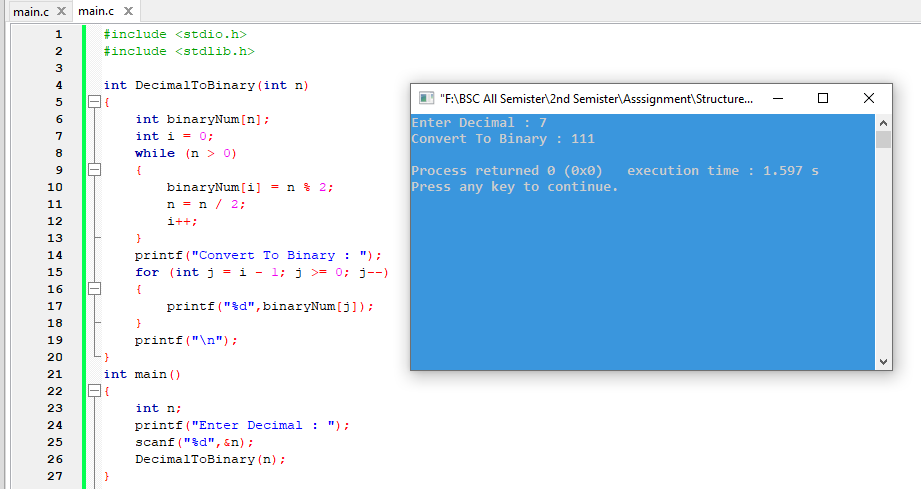 main.c X main.c X
1 #include <stdio.h>
2 #include <stdlib.h>
3
4 int DecimalToBinary(int n)
5 {
6 int binaryNum[n];
7 int i = 0;
8 while (n > 0)
9 {
10 binaryNum[i] = n % 2;
11 n = n / 2;
12 i++;
13 }
14 printf("Convert To Binary : ");
15 for (int j = i - 1; j >= 0; j--)
16 {
17 printf("%d",binaryNum[j]);
18 }
19 printf("\n");
20 }
21 int main()
22 {
23 int n;
24 printf("Enter Decimal : ");
25 scanf("%d",&n);
26 DecimalToBinary(n);
27 }
"F:\BSC All Semister\2nd Semister\Asssignment\Structure...
Enter Decimal : 7
Convert To Binary : 111
Process returned 0 (0x0) execution time : 1.597 s
Press any key to continue.